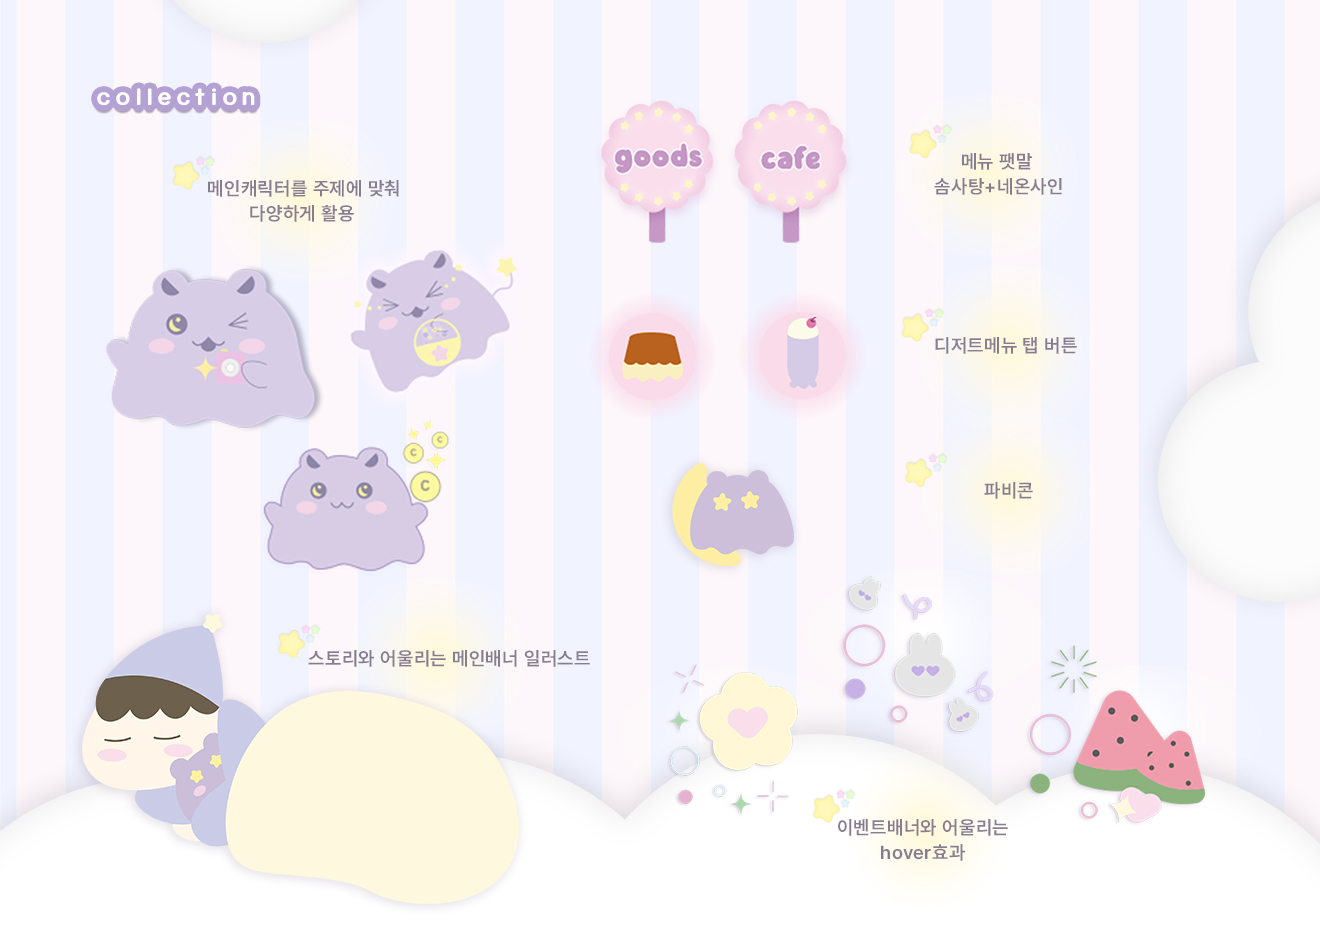 collection
메인캐릭터를 주제에 맞춰
다양하게 활용
goods
cafe
메뉴 팻말
솜사탕+네온사인
디저트메뉴 탭 버튼
C
C
C
파비콘
스토리와 어울리는 메인배너 일러스트
이벤트배너와 어울리는
hover효과